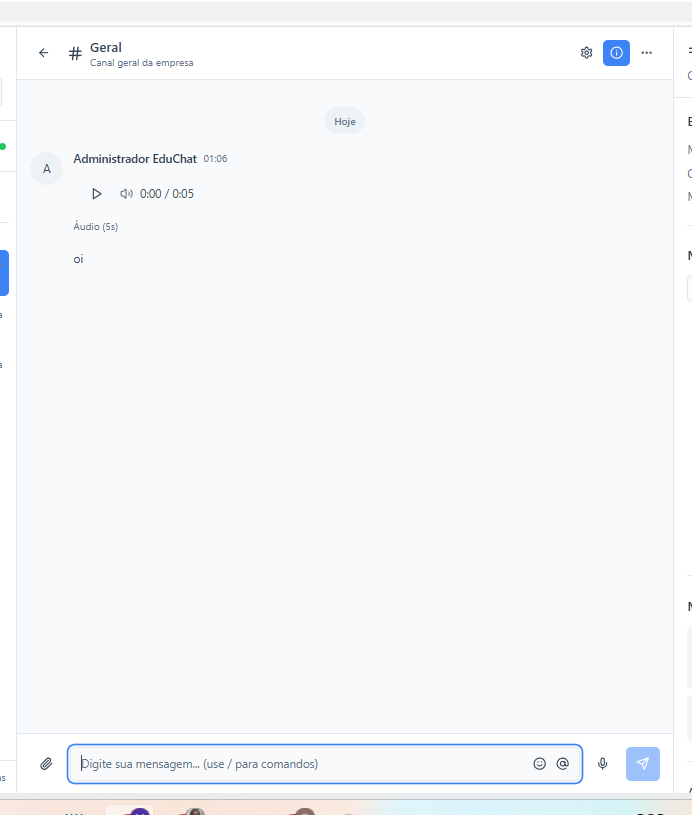 Geral
Canal geral da empresa
Hoje
A
Administrador EduChat 01:06
0:00 / 0:05
Áudio (5s)
oi
Digite sua mensagem... (use / para comandos)